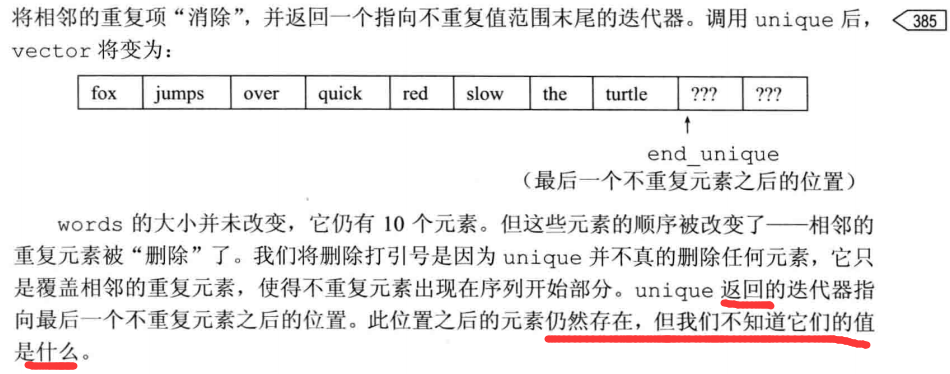 将相邻的重复项“消除”，并返回一个指向不重复值范围末尾的迭代器。调用 unique 后，
385
vector 将变为：
fox jumps over quick red slow the turtle ??? ???
end_unique
（最后一个不重复元素之后的位置）
words 的大小并未改变，它仍有 10 个元素。但这些元素的顺序被改变了——相邻的
重复元素被“删除”了。我们将删除打引号是因为 unique 并不真的删除任何元素，它只
是覆盖相邻的重复元素，使得不重复元素出现在序列开始部分。unique 返回的迭代器指
向最后一个不重复元素之后的位置。此位置之后的元素仍然存在，但我们不知道它们的值
是什么。